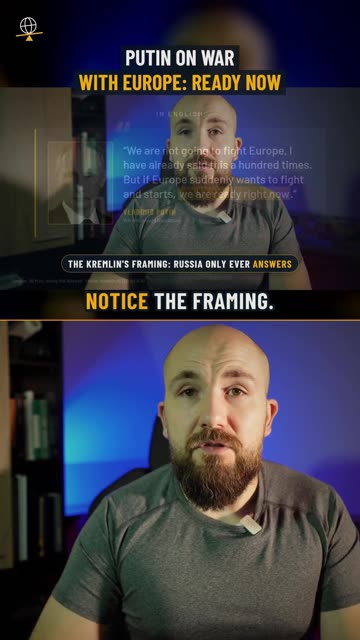 PUTIN ON WAR
WITH EUROPE: READY NOW
IN ENGLISH
“We are not going to fight Europe, I
have already said this a hundred times.
But if Europe suddenly wants to fight
and starts, we are ready right now.”
VLADIMIR PUTIN
THE KREMLIN'S FRAMING: RUSSIA ONLY EVER ANSWERS
NOTICE THE FRAMING.